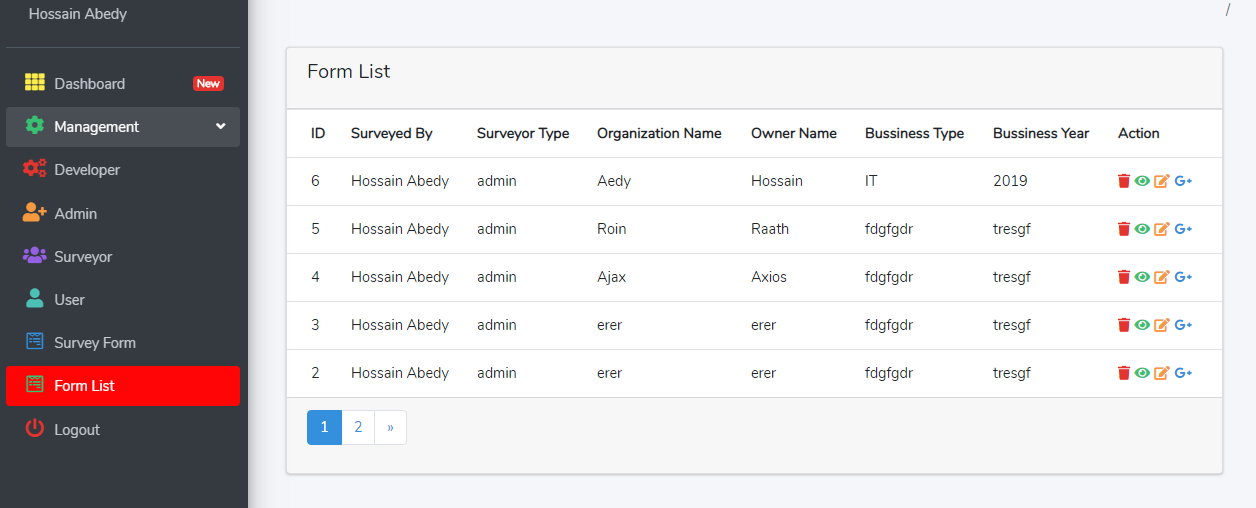 Hossain Abedy
/
Dashboard New
Management
Developer
Admin
Surveyor
User
Survey Form
Form List
Logout
Form List
ID Surveyed By Surveyor Type Organization Name Owner Name Bussiness Type Bussiness Year Action
6 Hossain Abedy admin Aedy Hossain IT 2019 G+
5 Hossain Abedy admin Roin Raath fdgfgdr tresgf G+
4 Hossain Abedy admin Ajax Axios fdgfgdr tresgf G+
3 Hossain Abedy admin erer erer fdgfgdr tresgf G+
2 Hossain Abedy admin erer erer fdgfgdr tresgf G+
1 2 »